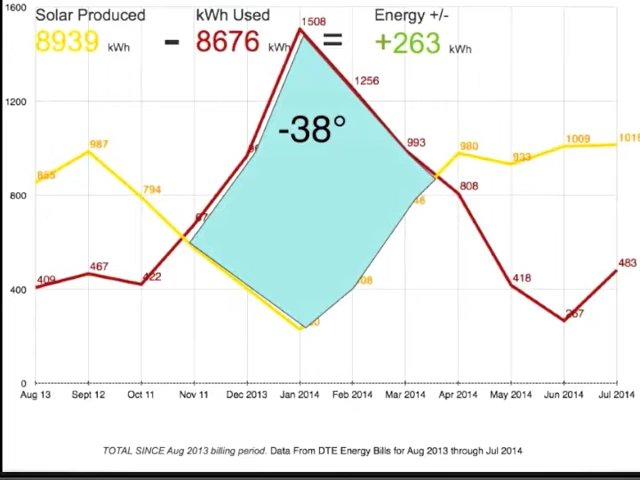 1600
Solar Produced kWh Used Energy +/-
8939 kWh - 8676 kWh = +263 kWh
1508
1256
1200
-38°
987 993 980 933 1009
853 794 808
800
409 467 422 418 267 483
400
0
Aug 13 Sept 12 Oct 11 Nov 11 Dec 2013 Jan 2014 Feb 2014 Mar 2014 Apr 2014 May 2014 Jun 2014 Jul 2014
TOTAL SINCE Aug 2013 billing period. Data From DTE Energy Bills for Aug 2013 through Jul 2014